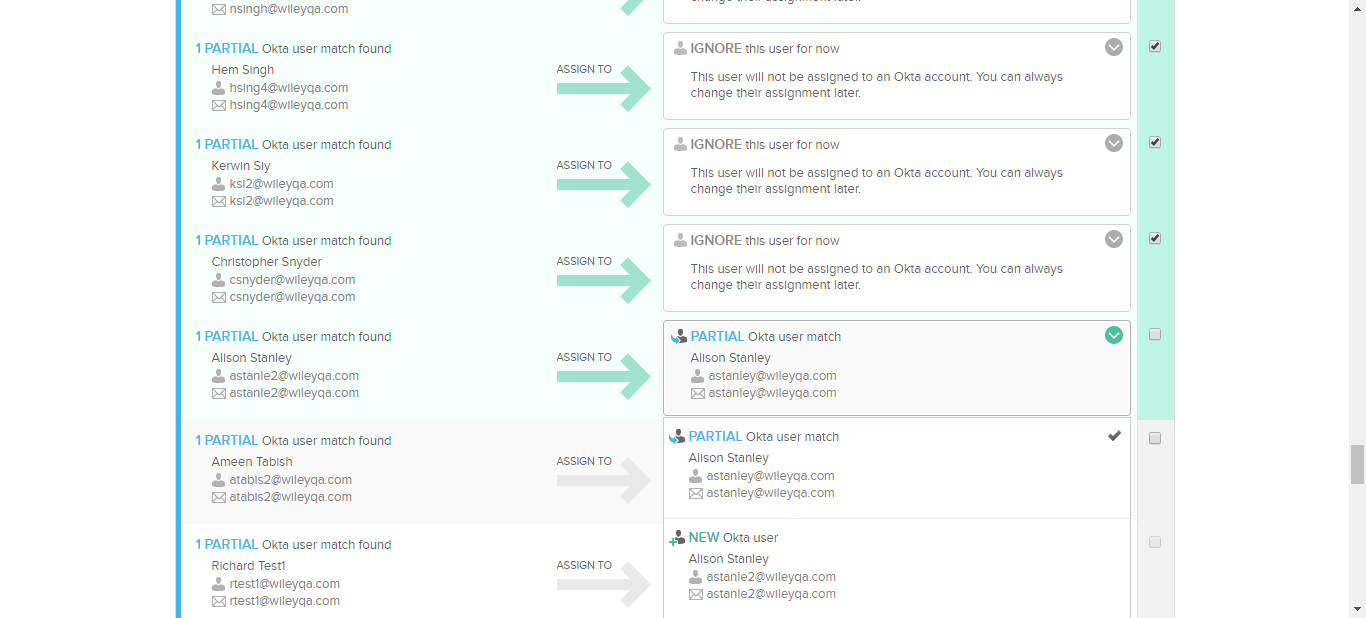 nsingh@wileyqa.com
1 PARTIAL Okta user match found
Hem Singh
hsing4@wileyqa.com
hsing4@wileyqa.com
ASSIGN TO
IGNORE this user for now
This user will not be assigned to an Okta account. You can always
change their assignment later.
1 PARTIAL Okta user match found
Kerwin Siy
ksi2@wileyqa.com
ksi2@wileyqa.com
ASSIGN TO
IGNORE this user for now
This user will not be assigned to an Okta account. You can always
change their assignment later.
1 PARTIAL Okta user match found
Christopher Snyder
csnyder@wileyqa.com
csnyder@wileyqa.com
ASSIGN TO
IGNORE this user for now
This user will not be assigned to an Okta account. You can always
change their assignment later.
1 PARTIAL Okta user match found
Alison Stanley
astanle2@wileyqa.com
astanle2@wileyqa.com
ASSIGN TO
PARTIAL Okta user match
Alison Stanley
astanley@wileyqa.com
astanley@wileyqa.com
1 PARTIAL Okta user match found
Ameen Tabish
atabis2@wileyqa.com
atabis2@wileyqa.com
ASSIGN TO
PARTIAL Okta user match
Alison Stanley
astanley@wileyqa.com
astanley@wileyqa.com
1 PARTIAL Okta user match found
Richard Test1
rtest1@wileyqa.com
rtest1@wileyqa.com
ASSIGN TO
NEW Okta user
Alison Stanley
astanle2@wileyqa.com
astanle2@wileyqa.com